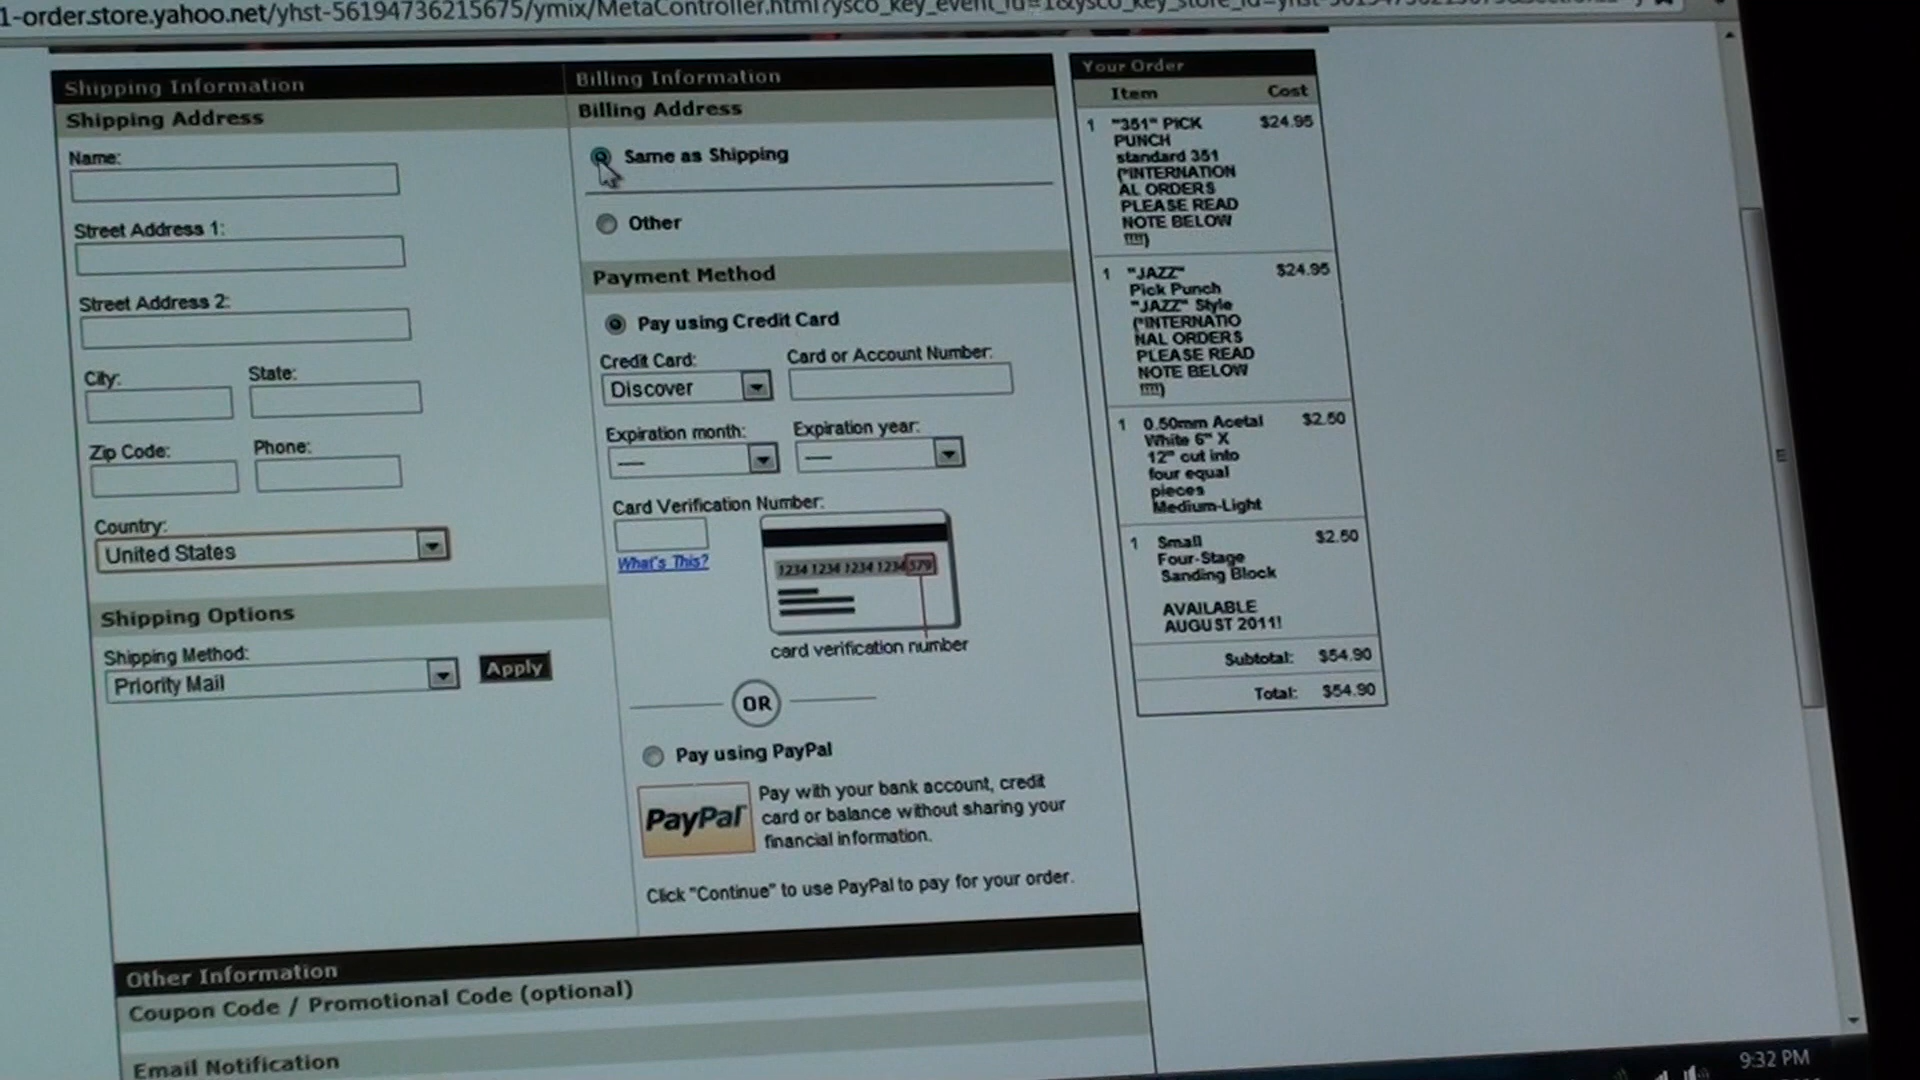 1-order.store.yahoo.net/yhst-56194736215675/ymix/MetaController.html?ysco_key_event_id=1&ysco_key_store_id=
Shipping Information
Shipping Address
Name:
Street Address 1:
Street Address 2:
City:
State:
Zip Code:
Phone:
Country:
United States
Shipping Options
Shipping Method:
Priority Mail
Apply
Billing Information
Billing Address
Same as Shipping
Other
Payment Method
Pay using Credit Card
Credit Card:
Card or Account Number:
Discover
Expiration month:
Expiration year:
Card Verification Number:
What's This?
1234 1234 1234 1234 579
card verification number
OR
Pay using PayPal
PayPal
Pay with your bank account, credit
card or balance without sharing your
financial information.
Click "Continue" to use PayPal to pay for your order.
Your Order
Item Cost
1 "351" PICK $24.95
PUNCH
standard 351
(*INTERNATION
AL ORDERS
PLEASE READ
NOTE BELOW
!!!!!)
1 "JAZZ" $24.95
Pick Punch
"JAZZ" Style
(*INTERNATIO
NAL ORDERS
PLEASE READ
NOTE BELOW
!!!!!)
1 0.50mm Acetal $2.50
White 6" X
12" cut into
four equal
pieces
Medium-Light
1 Small $2.50
Four-Stage
Sanding Block
AVAILABLE
AUGUST 2011!
Subtotal: $54.90
Total: $54.90
Other Information
Coupon Code / Promotional Code (optional)
Email Notification
9:32 PM